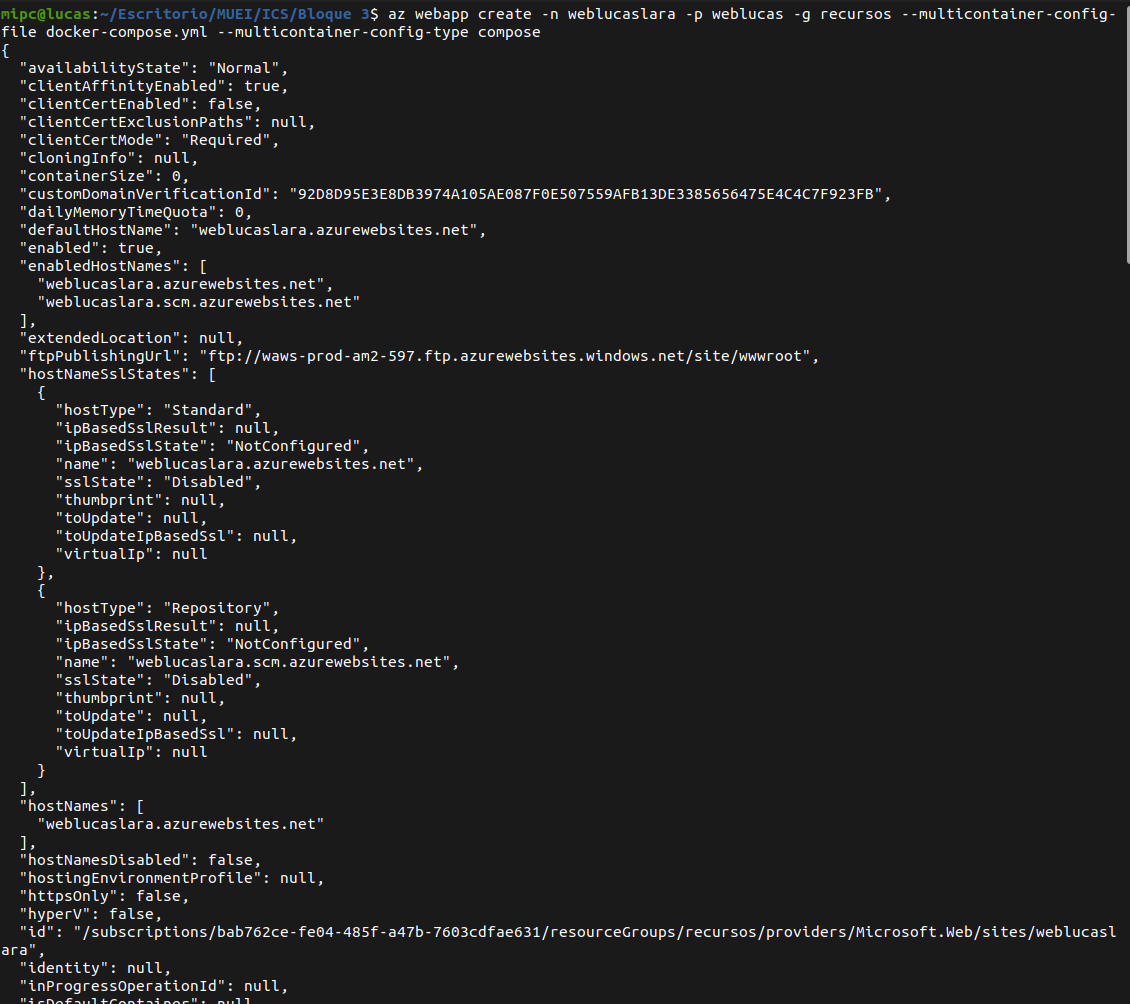 mipc@lucas:~/Escritorio/MUEI/ICS/Bloque 3$ az webapp create -n weblucaslara -p weblucas -g recursos --multicontainer-config-
file docker-compose.yml --multicontainer-config-type compose
{
  "availabilityState": "Normal",
  "clientAffinityEnabled": true,
  "clientCertEnabled": false,
  "clientCertExclusionPaths": null,
  "clientCertMode": "Required",
  "cloningInfo": null,
  "containerSize": 0,
  "customDomainVerificationId": "92D8D95E3E8DB3974A105AE087F0E507559AFB13DE3385656475E4C4C7F923FB",
  "dailyMemoryTimeQuota": 0,
  "defaultHostName": "weblucaslara.azurewebsites.net",
  "enabled": true,
  "enabledHostNames": [
    "weblucaslara.azurewebsites.net",
    "weblucaslara.scm.azurewebsites.net"
  ],
  "extendedLocation": null,
  "ftpPublishingUrl": "ftp://waws-prod-am2-597.ftp.azurewebsites.windows.net/site/wwwroot",
  "hostNameSslStates": [
    {
      "hostType": "Standard",
      "ipBasedSslResult": null,
      "ipBasedSslState": "NotConfigured",
      "name": "weblucaslara.azurewebsites.net",
      "sslState": "Disabled",
      "thumbprint": null,
      "toUpdate": null,
      "toUpdateIpBasedSsl": null,
      "virtualIp": null
    },
    {
      "hostType": "Repository",
      "ipBasedSslResult": null,
      "ipBasedSslState": "NotConfigured",
      "name": "weblucaslara.scm.azurewebsites.net",
      "sslState": "Disabled",
      "thumbprint": null,
      "toUpdate": null,
      "toUpdateIpBasedSsl": null,
      "virtualIp": null
    }
  ],
  "hostNames": [
    "weblucaslara.azurewebsites.net"
  ],
  "hostNamesDisabled": false,
  "hostingEnvironmentProfile": null,
  "httpsOnly": false,
  "hyperV": false,
  "id": "/subscriptions/bab762ce-fe04-485f-a47b-7603cdfae631/resourceGroups/recursos/providers/Microsoft.Web/sites/weblucasl
ara",
  "identity": null,
  "inProgressOperationId": null,
  "isDefaultContainer": null,